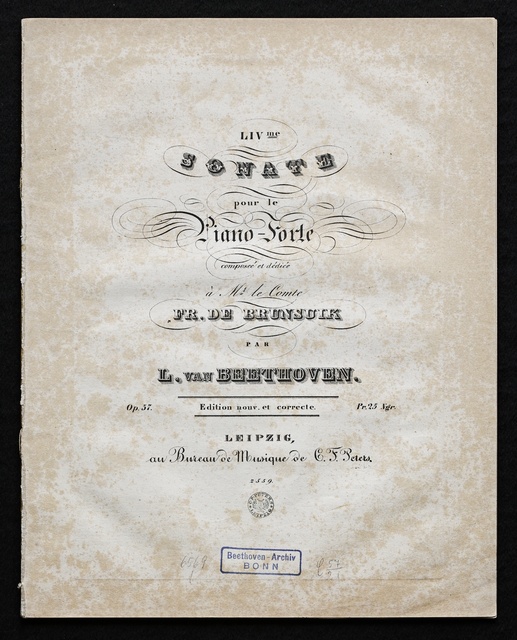 LIVme
SONATE
pour le
Piano-Forte
composée et dédiée
à Mr. le Comte
FR. DE BRUNSUIK
PAR
L. VAN BEETHOVEN.
Op. 57. Edition nouv. et correcte. Pr. 25 Ngr.
LEIPZIG,
au Bureau de Musique de C. F. Peters.
2559.
Beethoven-Archiv
BONN